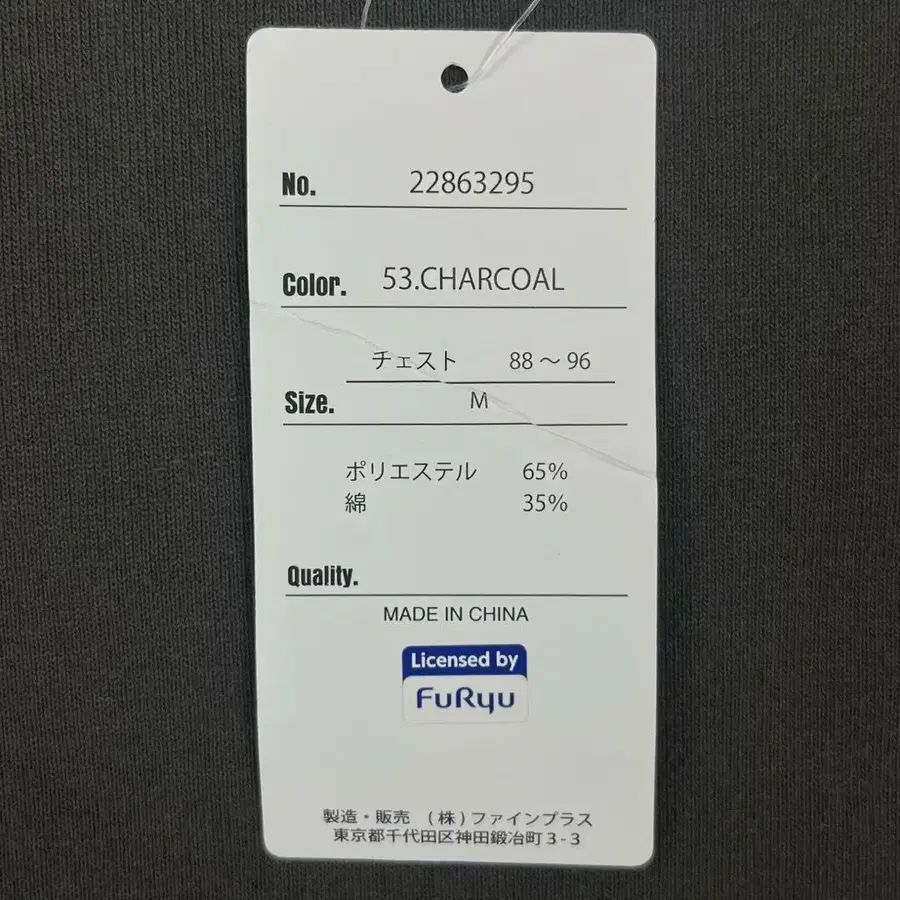 No. 22863295
Color. 53.CHARCOAL
チェスト 88～96
Size. M
ポリエステル 65%
綿 35%
Quality.
MADE IN CHINA
Licensed by
FuRyu
製造・販売 (株)ファインプラス
東京都千代田区神田鍛冶町3-3